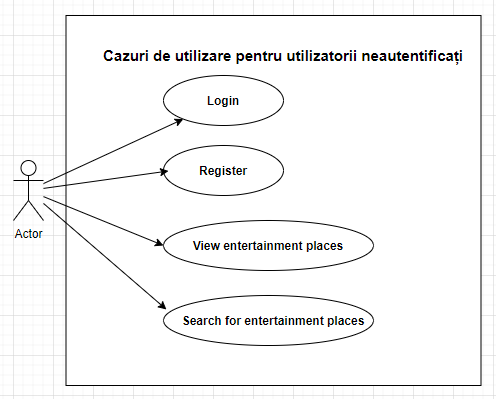 Cazuri de utilizare pentru utilizatorii neautentificați
Login
Register
Actor
View entertainment places
Search for entertainment places